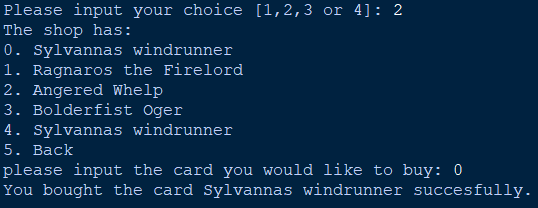 Please input your choice [1,2,3 or 4]: 2
The shop has:
0. Sylvannas windrunner
1. Ragnaros the Firelord
2. Angered Whelp
3. Bolderfist Oger
4. Sylvannas windrunner
5. Back
please input the card you would like to buy: 0
You bought the card Sylvannas windrunner succesfully.